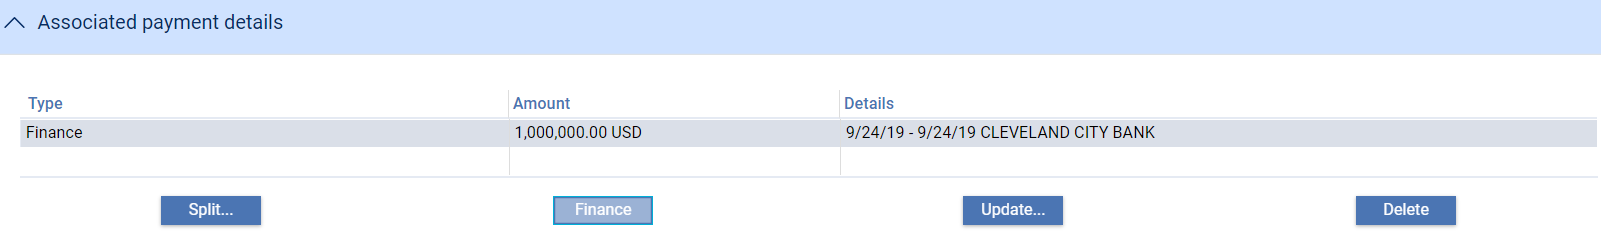 Associated payment details
Type Amount Details
Finance 1,000,000.00 USD 9/24/19 - 9/24/19 CLEVELAND CITY BANK
Split... Finance Update... Delete